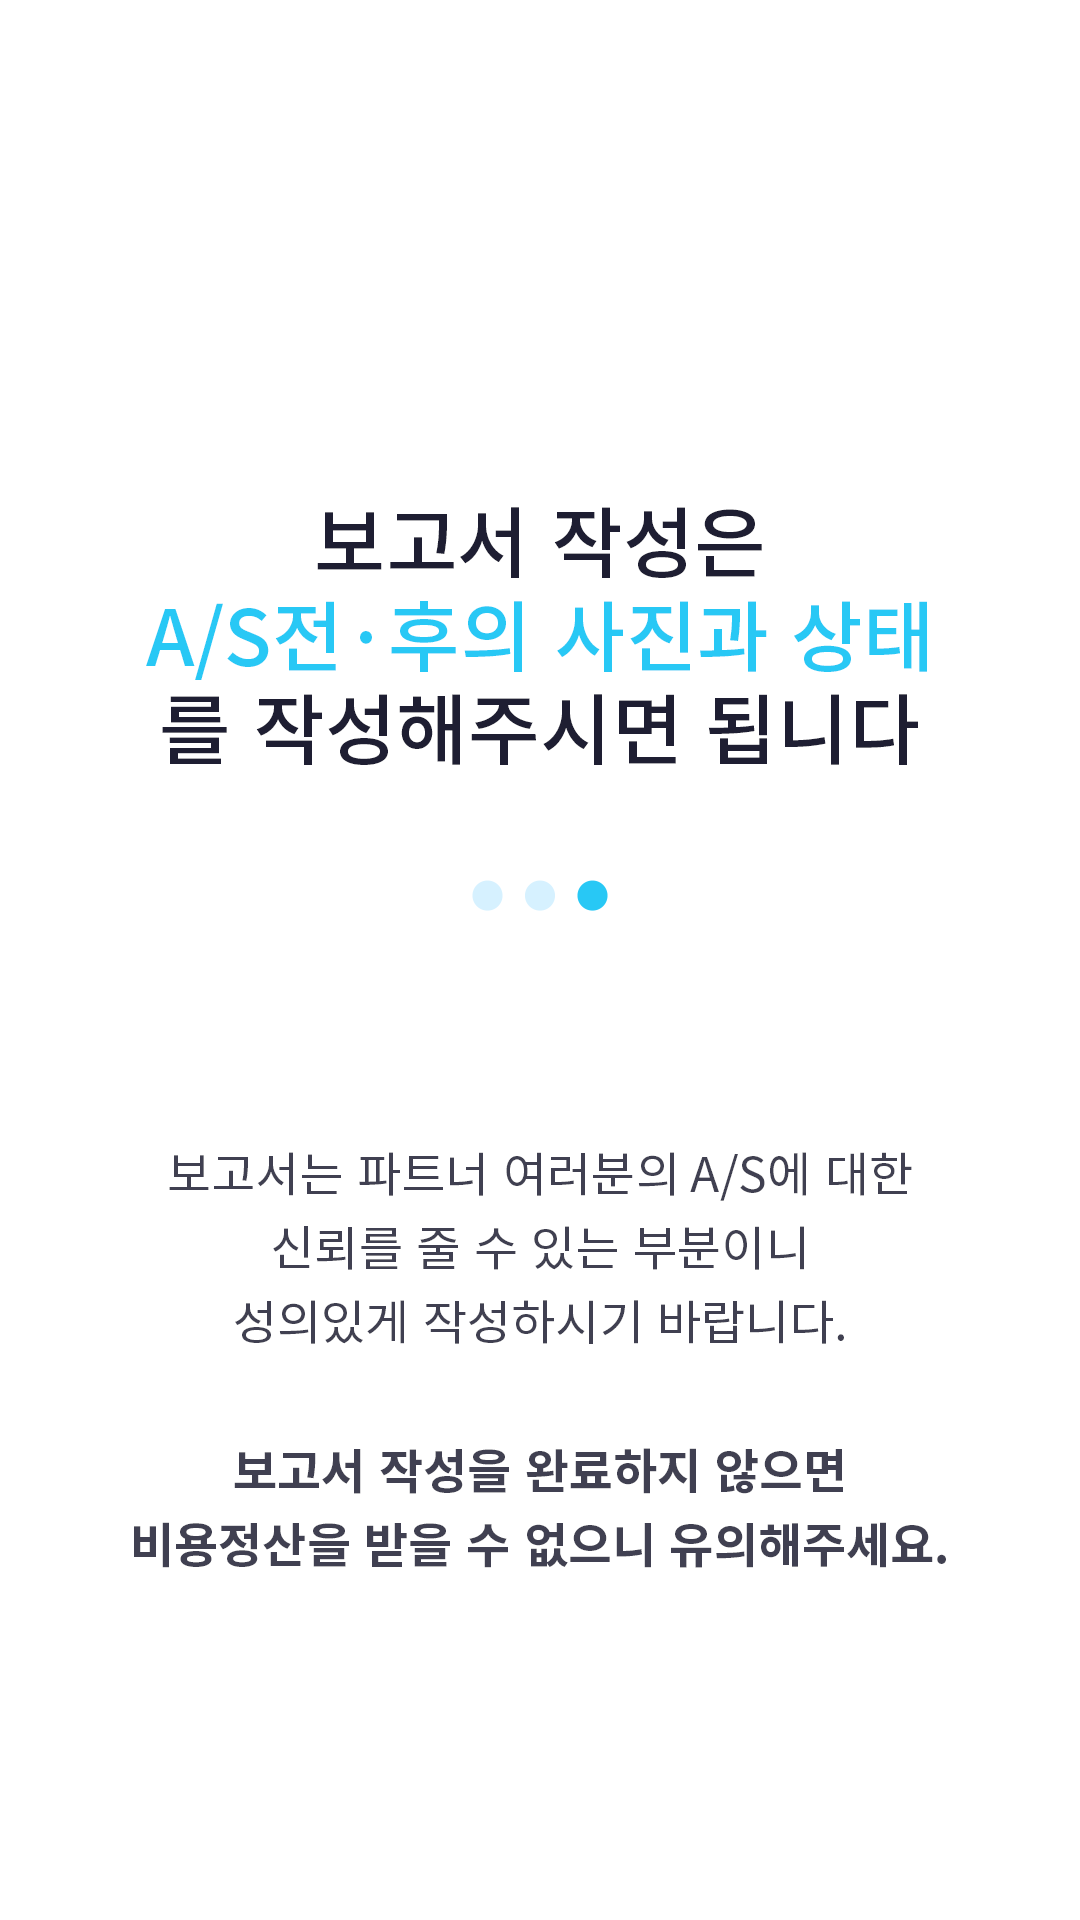 보고서 작성은
A/S전·후의 사진과 상태
를 작성해주시면 됩니다
보고서는 파트너 여러분의 A/S에 대한
신뢰를 줄 수 있는 부분이니
성의있게 작성하시기 바랍니다.
보고서 작성을 완료하지 않으면
비용정산을 받을 수 없으니 유의해주세요.